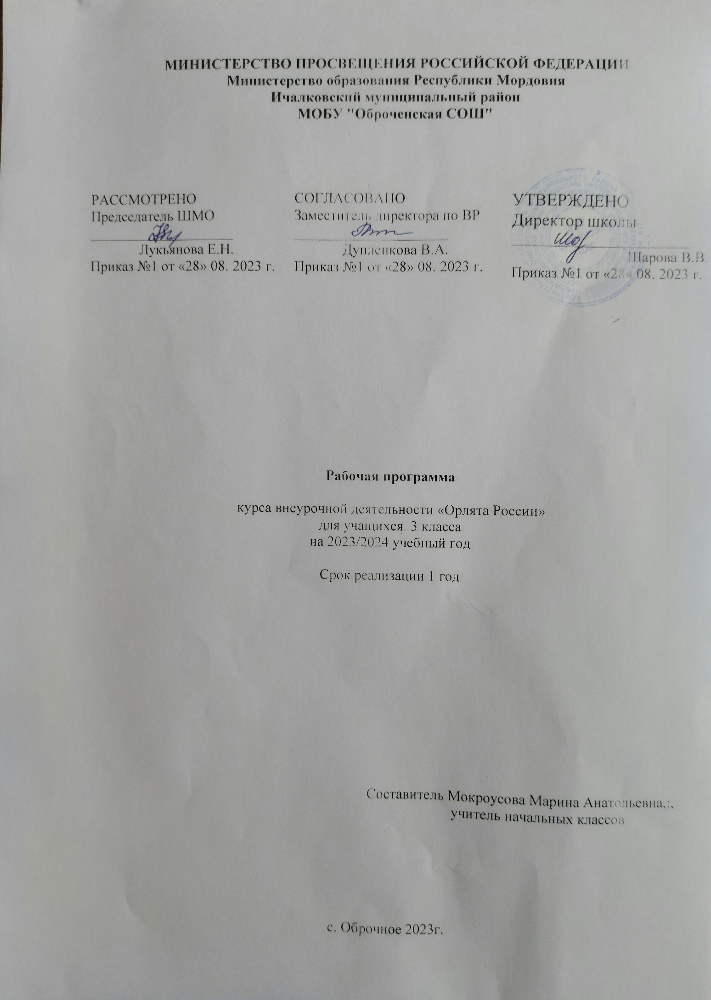 МИНИСТЕРСТВО ПРОСВЕЩЕНИЯ РОССИЙСКОЙ ФЕДЕРАЦИИ
Министерство образования Республики Мордовия
Ичалковский муниципальный район
МОБУ "Оброченская СОШ"
РАССМОТРЕНО
Председатель ШМО
Лукьянова Е.Н.
Приказ №1 от «28» 08. 2023 г.
СОГЛАСОВАНО
Заместитель директора по ВР
Дупленкова В.А.
Приказ №1 от «28» 08. 2023 г.
УТВЕРЖДЕНО
Директор школы
Шарова В.В.
Приказ №1 от «28» 08. 2023 г.
Рабочая программа
курса внеурочной деятельности «Орлята России»
для учащихся 3 класса
на 2023/2024 учебный год
Срок реализации 1 год
Составитель Мокроусова Марина Анатольевна.:.
учитель начальных классов
с. Оброчное 2023г.